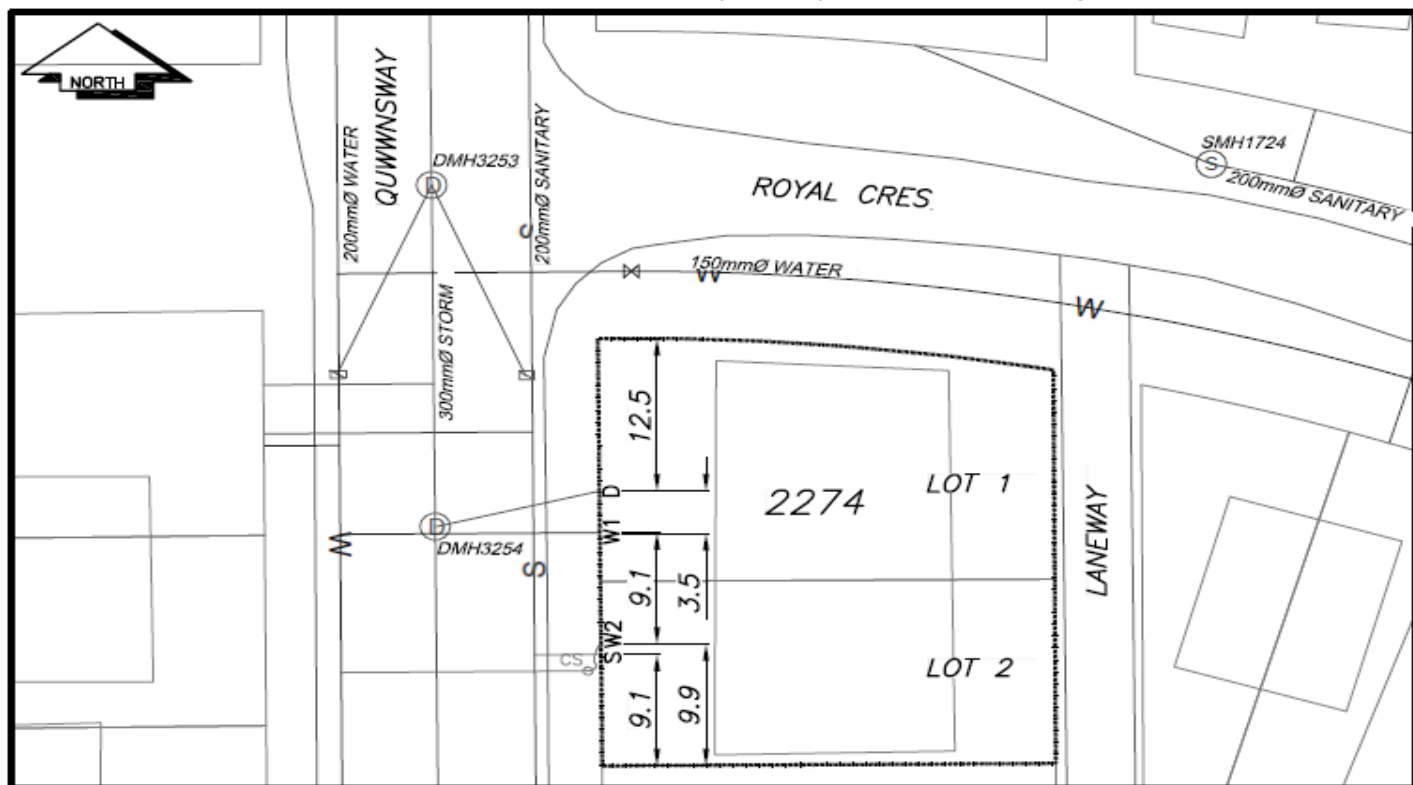 NORTH
QUWWNSWAY
200mmØ WATER
DMH3253
300mmØ STORM
200mmØ SANITARY
S
ROYAL CRES.
SMH1724
S
200mmØ SANITARY
D
150mmØ WATER
W
W
12.5
D
2274
LOT 1
W1
D
DMH3254
W
S
9.1
3.5
LANEWAY
SW2
CS
LOT 2
9.1
9.9